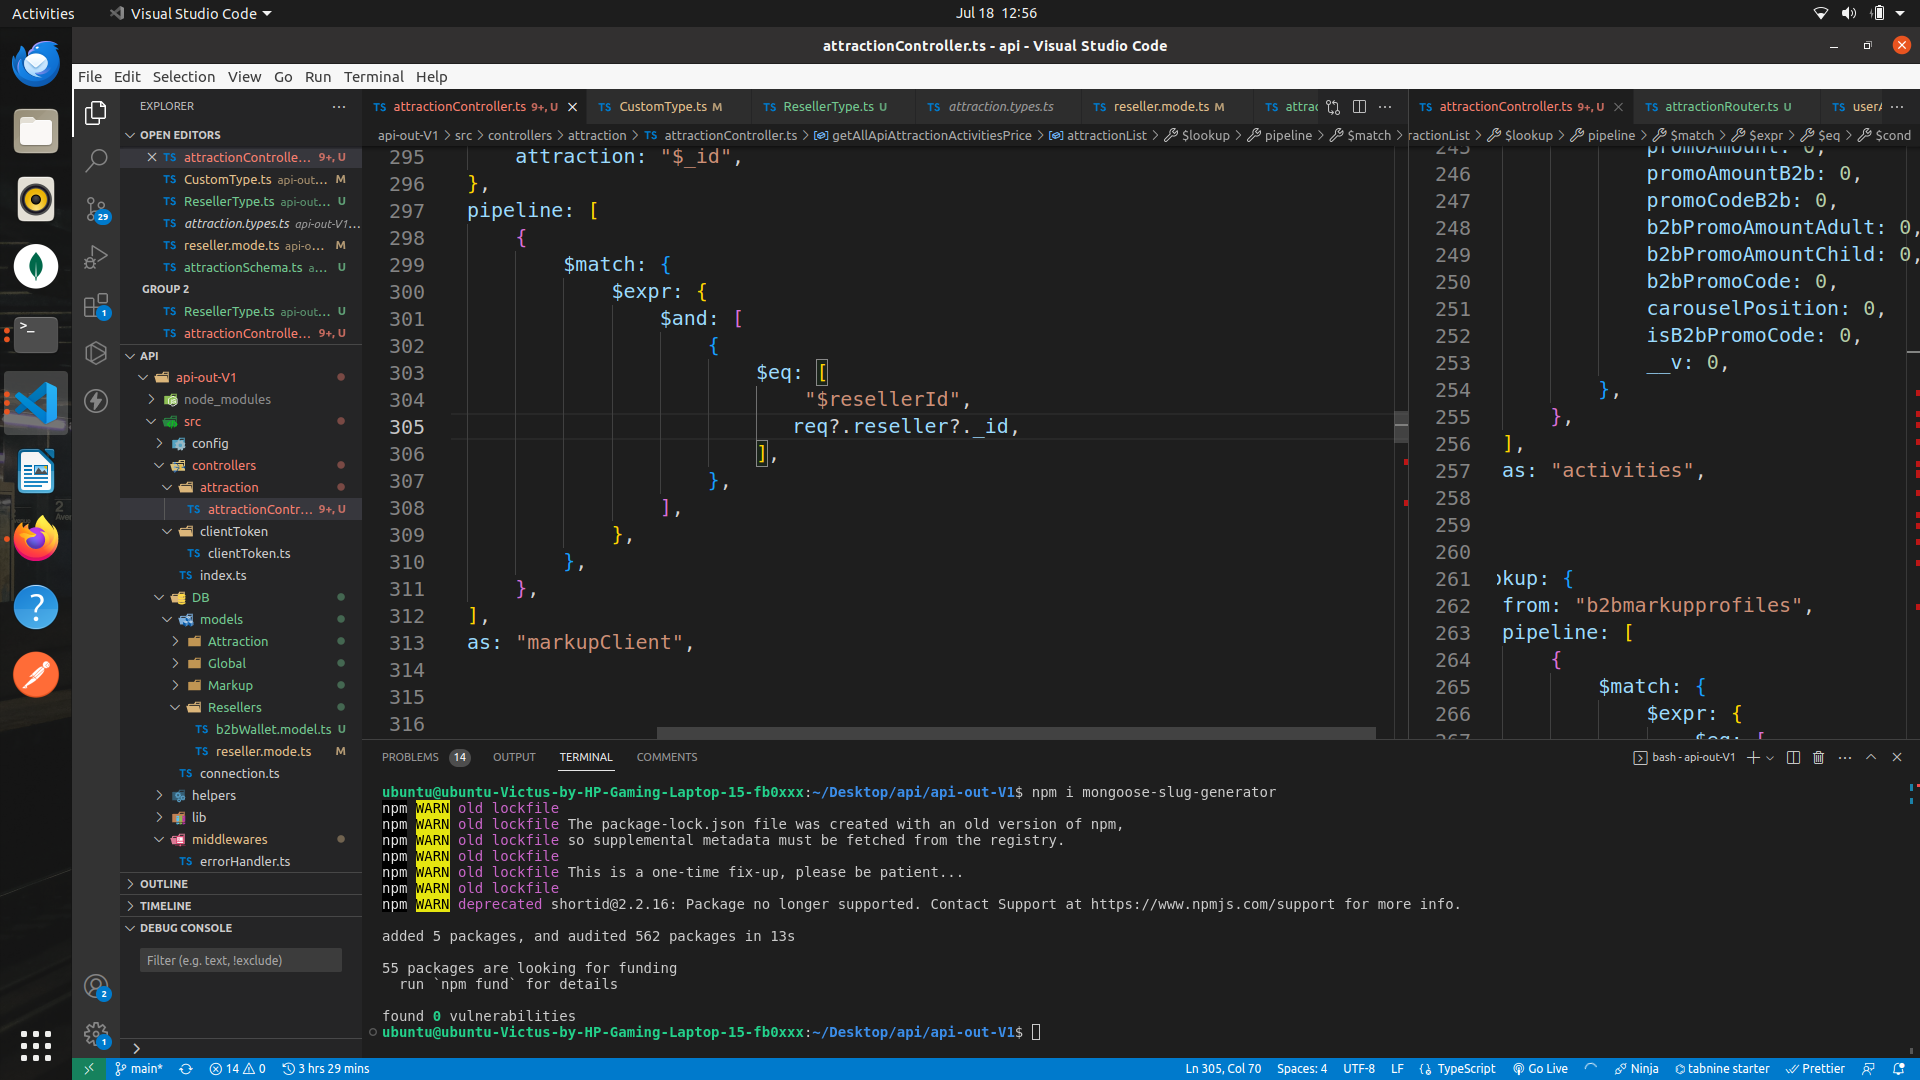 Activities
Visual Studio Code
Jul 18 12:56
attractionController.ts - api - Visual Studio Code
File Edit Selection View Go Run Terminal Help
EXPLORER
OPEN EDITORS
TS attractionControlle... 9+, U
TS CustomType.ts api-out... M
TS ResellerType.ts api-out... U
TS attraction.types.ts api-out-V1...
TS reseller.mode.ts api-o... M
TS attractionSchema.ts a... U
GROUP 2
TS ResellerType.ts api-out... U
TS attractionControlle... 9+, U
API
api-out-V1
node_modules
src
config
controllers
attraction
TS attractionContr... 9+, U
clientToken
TS clientToken.ts
TS index.ts
DB
models
Attraction
Global
Markup
Resellers
TS b2bWallet.model.ts U
TS reseller.mode.ts M
TS connection.ts
helpers
lib
middlewares
TS errorHandler.ts
OUTLINE
TIMELINE
DEBUG CONSOLE
Filter (e.g. text, !exclude)
29
1
2
1
TS attractionController.ts 9+, U
TS CustomType.ts M
TS ResellerType.ts U
TS attraction.types.ts
TS reseller.mode.ts M
TS attrac
api-out-V1 > src > controllers > attraction > TS attractionController.ts > getAllApiAttractionActivitiesPrice > attractionList > $lookup > pipeline > $match
295 attraction: "$_id",
296 },
297 pipeline: [
298 {
299 $match: {
300 $expr: {
301 $and: [
302 {
303 $eq: [
304 "$resellerId",
305 req?.reseller?._id,
306 ],
307 },
308 ],
309 },
310 },
311 },
312 ],
313 as: "markupClient",
314
315
316
TS attractionController.ts 9+, U
TS attractionRouter.ts U
TS user
ractionList > $lookup > pipeline > $match > $expr > $eq > $cond
245 promoAmount: 0,
246 promoAmountB2b: 0,
247 promoCodeB2b: 0,
248 b2bPromoAmountAdult: 0,
249 b2bPromoAmountChild: 0,
250 b2bPromoCode: 0,
251 carouselPosition: 0,
252 isB2bPromoCode: 0,
253 __v: 0,
254 },
255 },
256 ],
257 as: "activities",
258
259
260
261 okup: {
262 from: "b2bmarkupprofiles",
263 pipeline: [
264 {
265 $match: {
266 $expr: {
267 $eq: [
PROBLEMS 14 OUTPUT TERMINAL COMMENTS
bash - api-out-V1
ubuntu@ubuntu-Victus-by-HP-Gaming-Laptop-15-fb0xxx:~/Desktop/api/api-out-V1$ npm i mongoose-slug-generator
npm WARN old lockfile
npm WARN old lockfile The package-lock.json file was created with an old version of npm,
npm WARN old lockfile so supplemental metadata must be fetched from the registry.
npm WARN old lockfile
npm WARN old lockfile This is a one-time fix-up, please be patient...
npm WARN old lockfile
npm WARN deprecated shortid@2.2.16: Package no longer supported. Contact Support at https://www.npmjs.com/support for more info.
added 5 packages, and audited 562 packages in 13s
55 packages are looking for funding
run `npm fund` for details
found 0 vulnerabilities
ubuntu@ubuntu-Victus-by-HP-Gaming-Laptop-15-fb0xxx:~/Desktop/api/api-out-V1$
main* 14 0 3 hrs 29 mins
Ln 305, Col 70 Spaces: 4 UTF-8 LF TypeScript Go Live Ninja tabnine starter Prettier